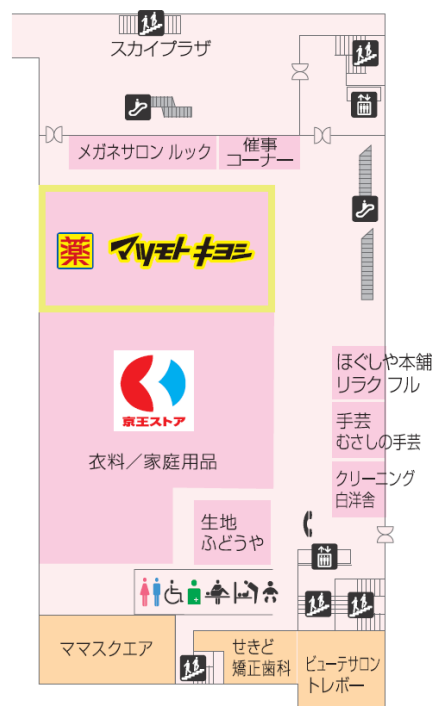 スカイプラザ
メガネサロン ルック
催事
コーナー
薬 マツモトキヨシ
京王ストア
衣料／家庭用品
ほぐしや本舗
リラク フル
手芸
むさしの手芸
クリーニング
白洋舎
生地
ふどうや
ママスクエア
せきど
矯正歯科
ビューテサロン
トレボー